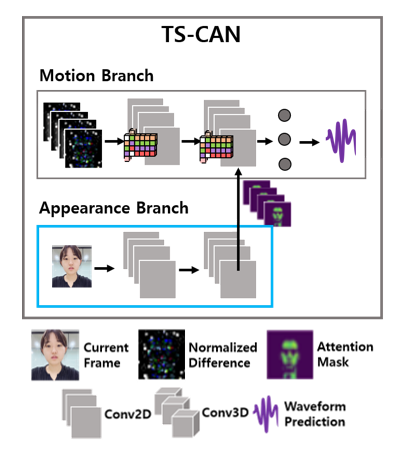 TS-CAN
Motion Branch
Appearance Branch
Current
Frame
Normalized
Difference
Attention
Mask
Conv2D
Conv3D
Waveform
Prediction